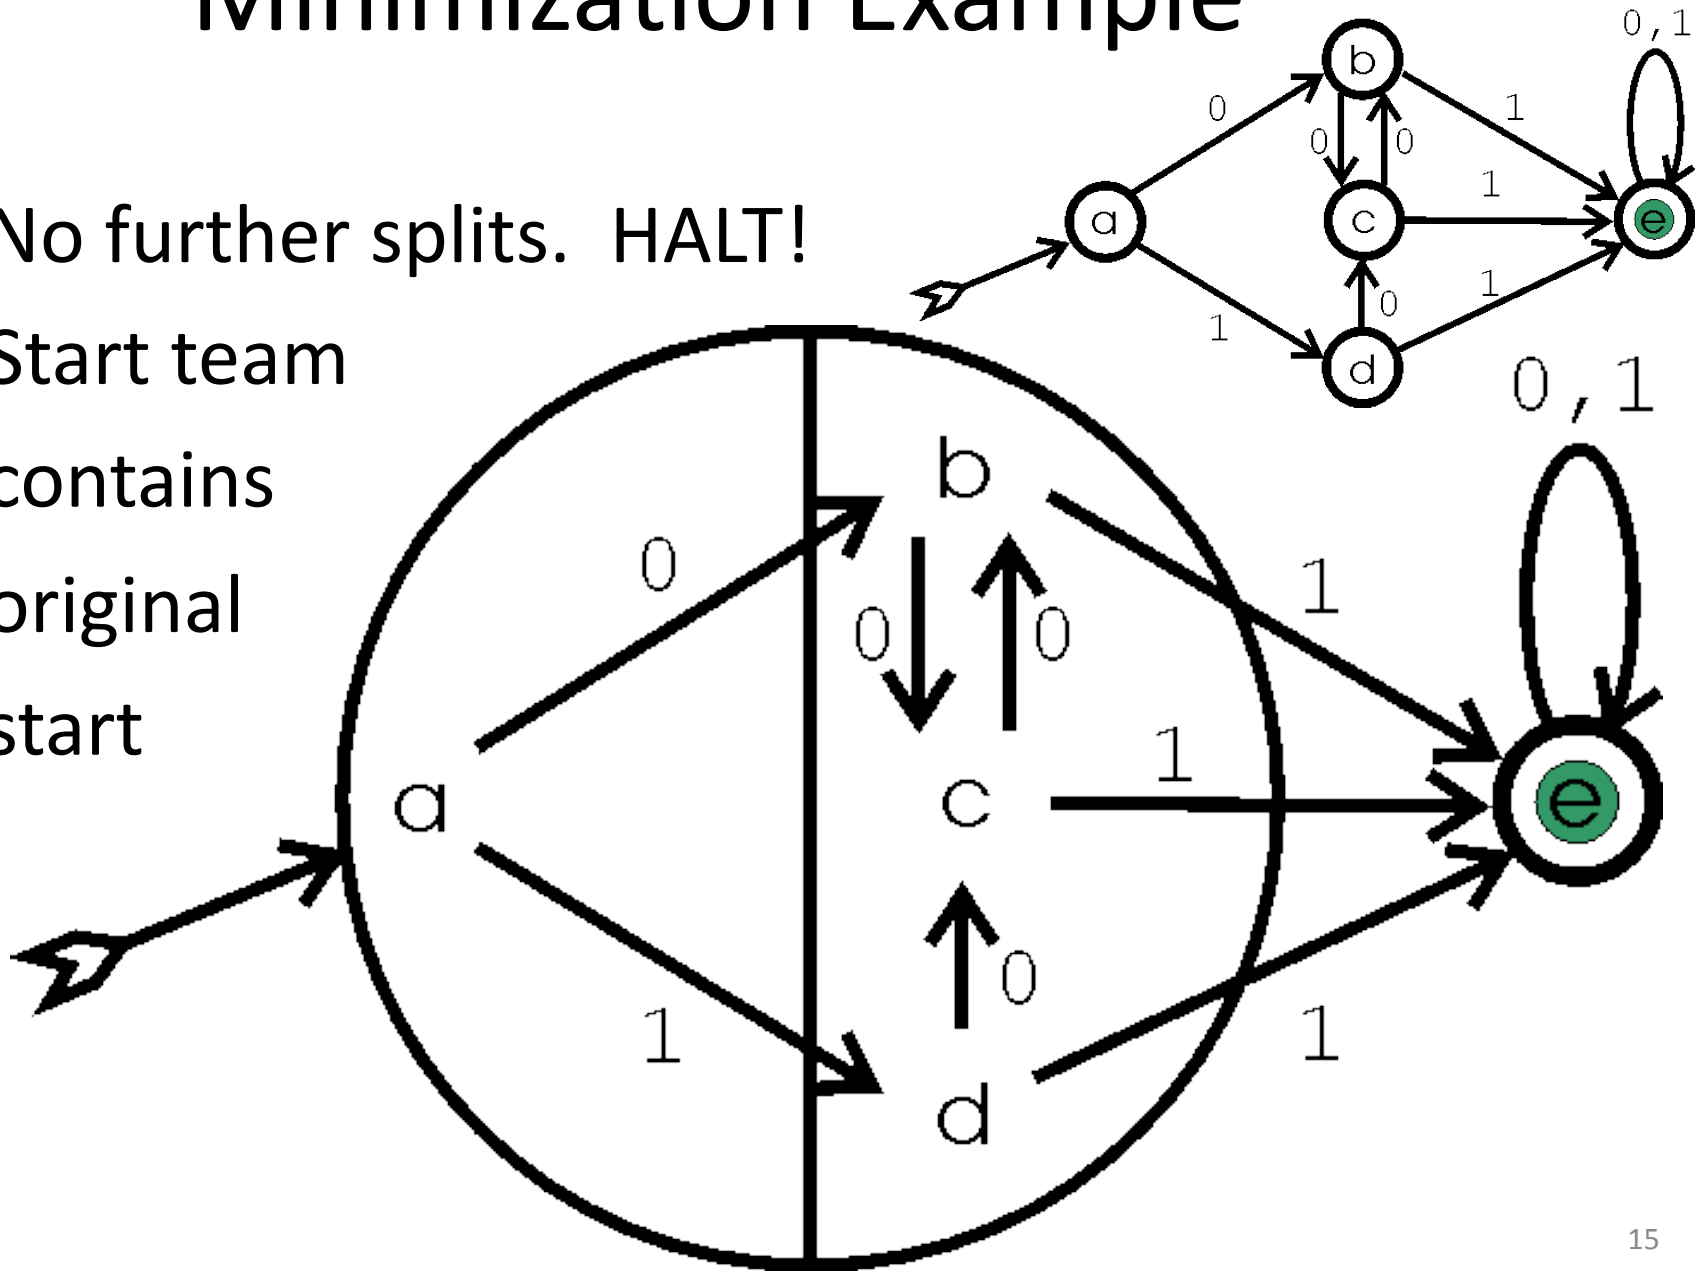 Minimization Example
No further splits. HALT!
Start team
contains
original
start
0,1
b
0
1
0
0
1
a
c
e
0
1
1
d
0,1
b
0
1
0
0
1
a
c
e
0
1
1
d
15